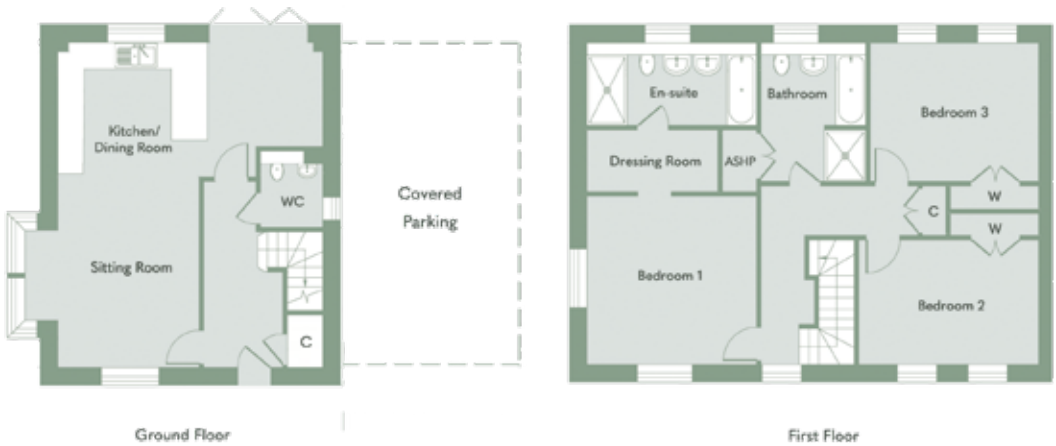 Kitchen/
Dining Room
WC
Sitting Room
C
Covered
Parking
Ground Floor
En-suite
Bathroom
Bedroom 3
Dressing Room
ASHP
W
C
W
Bedroom 1
Bedroom 2
First Floor